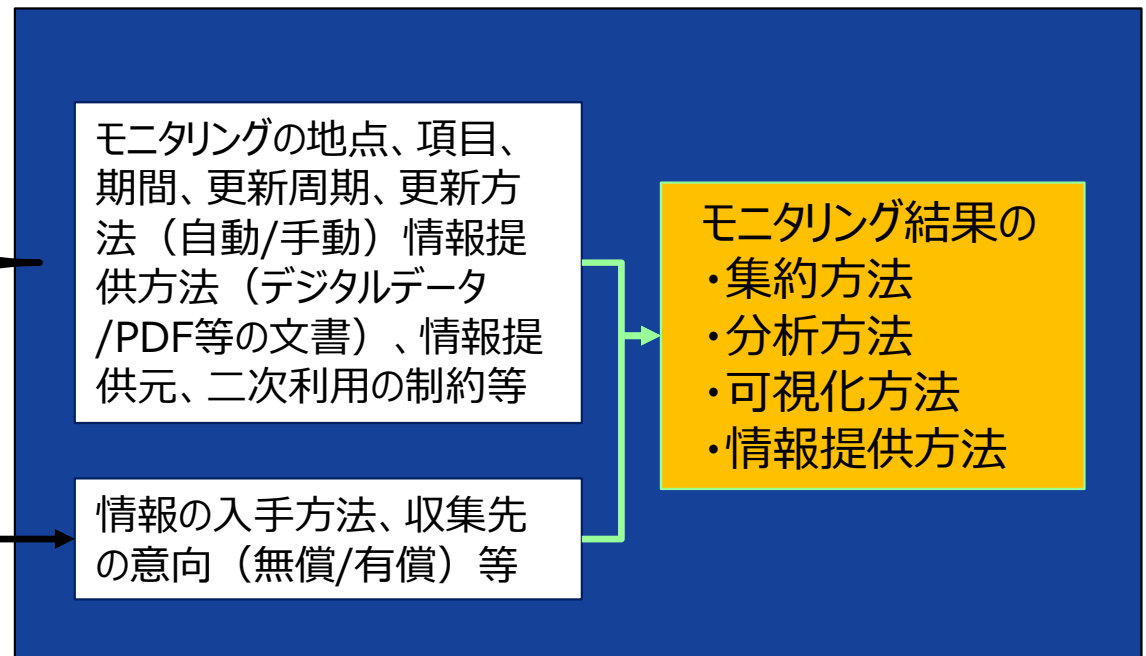 モニタリングの地点、項目、
期間、更新周期、更新方
法（自動/手動）情報提
供方法（デジタルデータ
/PDF等の文書）、情報提
供元、二次利用の制約等
情報の入手方法、収集先
の意向（無償/有償）等
モニタリング結果の
・集約方法
・分析方法
・可視化方法
・情報提供方法